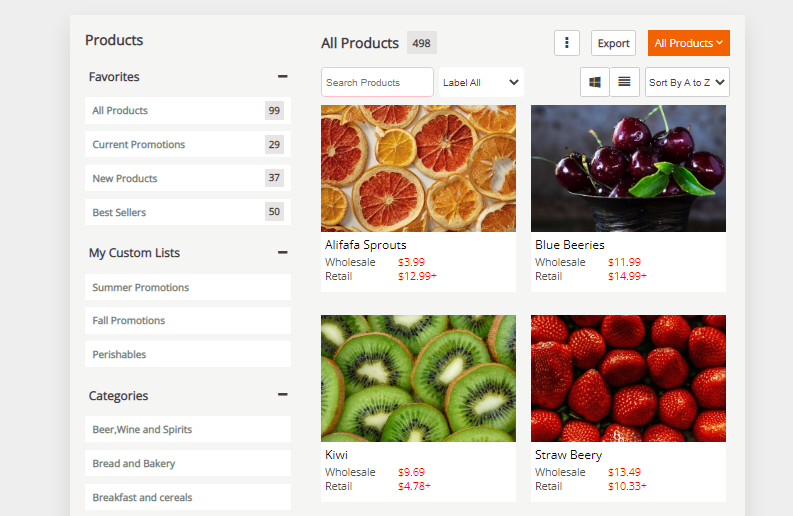 Products
Favorites
All Products 99
Current Promotions 29
New Products 37
Best Sellers 50
My Custom Lists
Summer Promotions
Fall Promotions
Perishables
Categories
Beer,Wine and Spirits
Bread and Bakery
Breakfast and cereals
All Products 498
Export
All Products
Search Products
Label All
Sort By A to Z
Alifafa Sprouts
Wholesale $3.99
Retail $12.99+
Blue Beeries
Wholesale $11.99
Retail $14.99+
Kiwi
Wholesale $9.69
Retail $4.78+
Straw Beery
Wholesale $13.49
Retail $10.33+